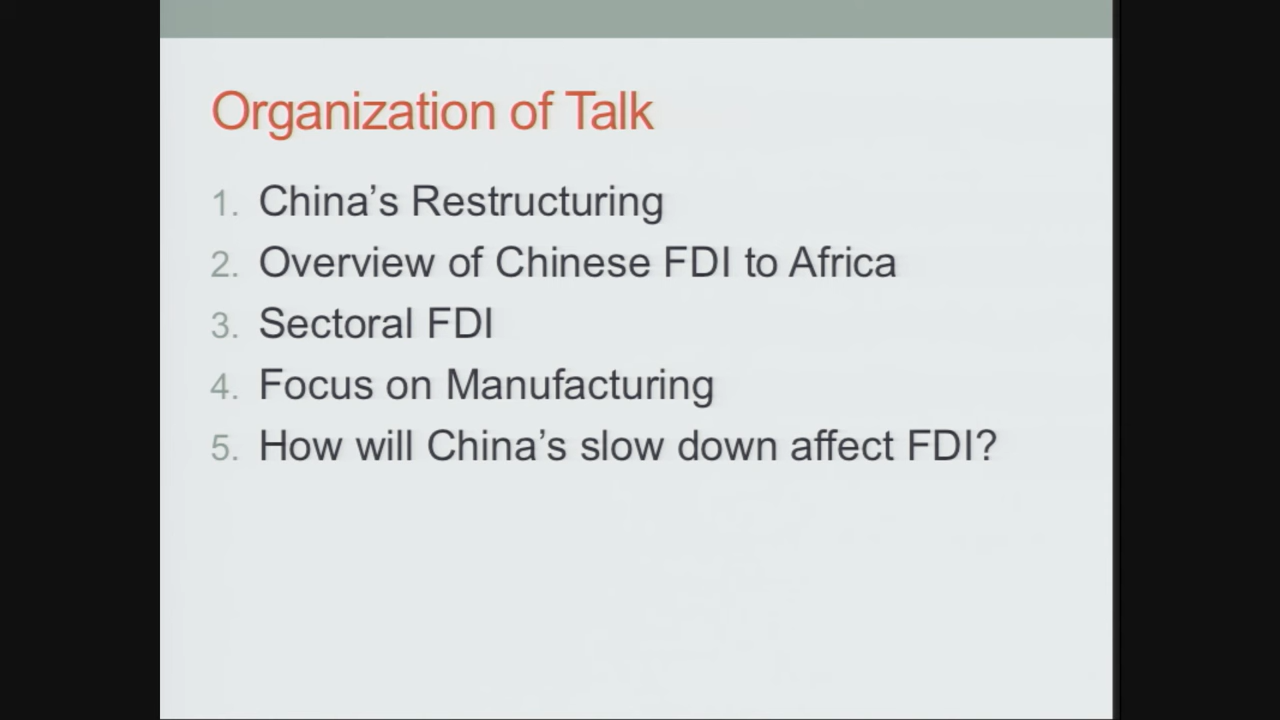 Organization of Talk
1. China’s Restructuring
2. Overview of Chinese FDI to Africa
3. Sectoral FDI
4. Focus on Manufacturing
5. How will China’s slow down affect FDI?